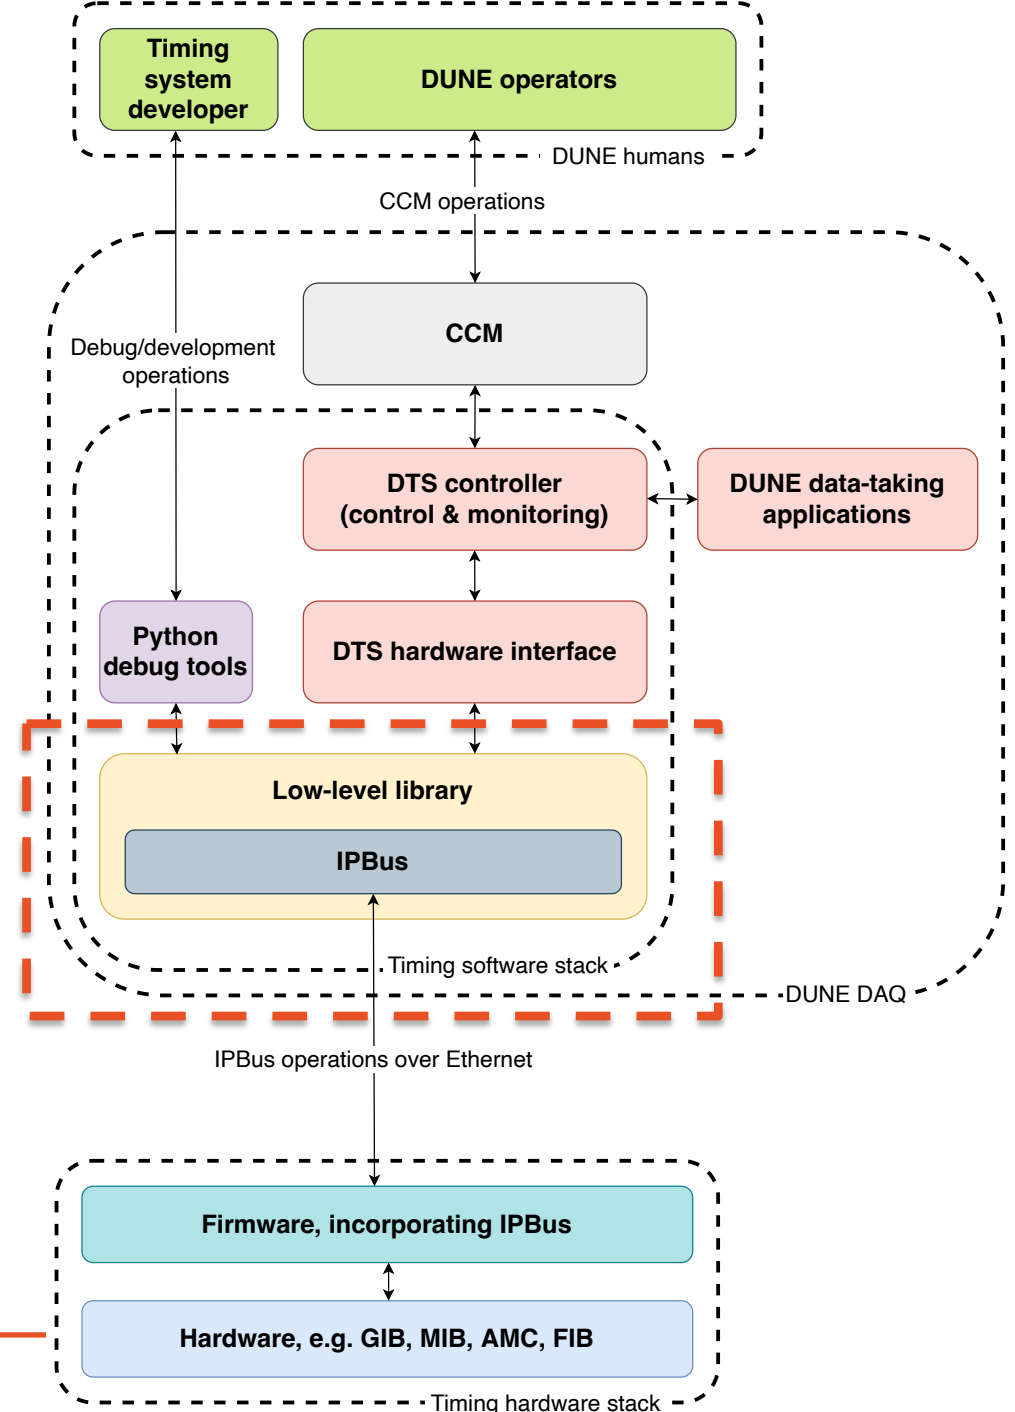 Timing
system
developer
DUNE operators
DUNE humans
CCM operations
CCM
Debug/development
operations
DTS controller
(control & monitoring)
DUNE data-taking
applications
Python
debug tools
DTS hardware interface
Low-level library
IPBus
Timing software stack
DUNE DAQ
IPBus operations over Ethernet
Firmware, incorporating IPBus
Hardware, e.g. GIB, MIB, AMC, FIB
Timing hardware stack